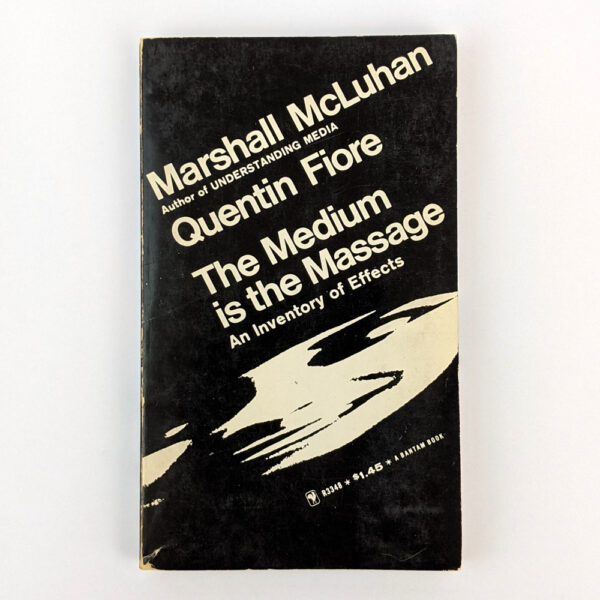 Marshall McLuhan
Author of UNDERSTANDING MEDIA
Quentin Fiore
The Medium
is the Massage
An Inventory of Effects
R3348 * $1.45 * A BANTAM BOOK